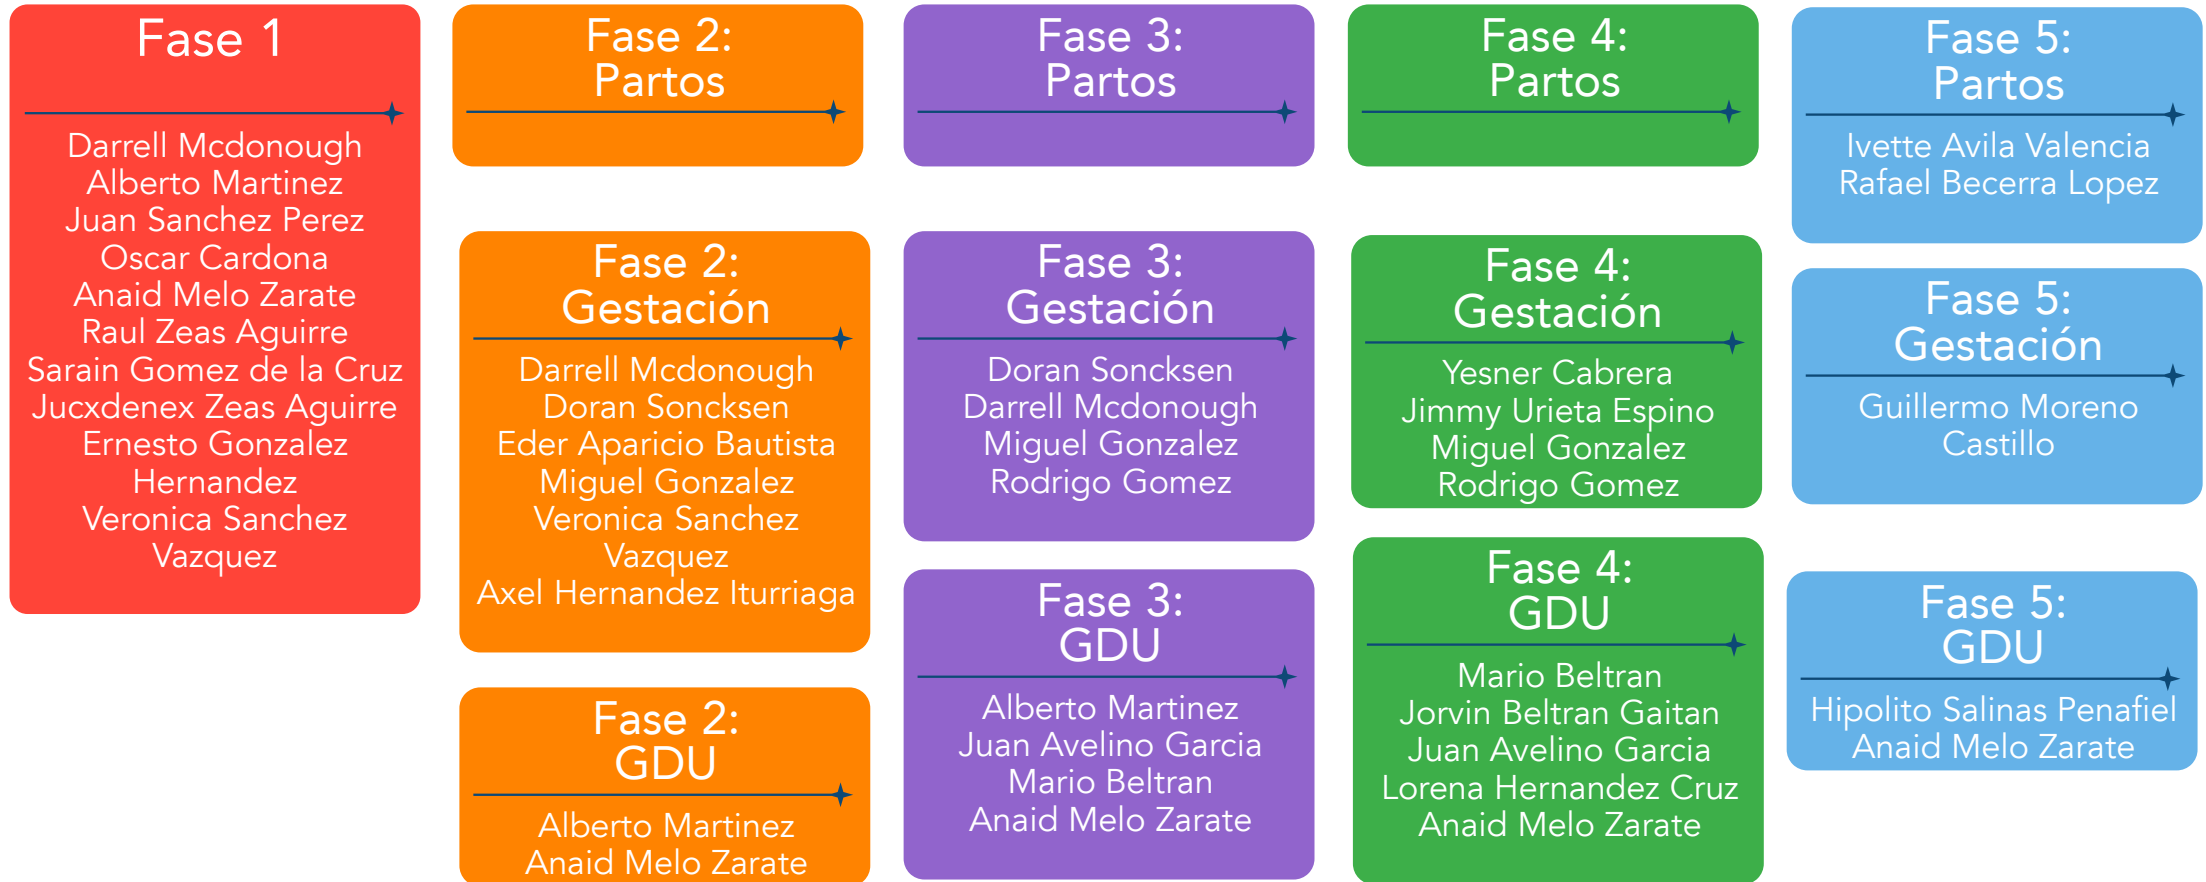 Fase 1
Darrell Mcdonough
Alberto Martinez
Juan Sanchez Perez
Oscar Cardona
Anaid Melo Zarate
Raul Zeas Aguirre
Sarain Gomez de la Cruz
Jucxdenex Zeas Aguirre
Ernesto Gonzalez
Hernandez
Veronica Sanchez
Vazquez
Fase 2:
Partos
Fase 2:
Gestación
Darrell Mcdonough
Doran Soncksen
Eder Aparicio Bautista
Miguel Gonzalez
Veronica Sanchez
Vazquez
Axel Hernandez Iturriaga
Fase 2:
GDU
Alberto Martinez
Anaid Melo Zarate
Fase 3:
Partos
Fase 3:
Gestación
Doran Soncksen
Darrell Mcdonough
Miguel Gonzalez
Rodrigo Gomez
Fase 3:
GDU
Alberto Martinez
Juan Avelino Garcia
Mario Beltran
Anaid Melo Zarate
Fase 4:
Partos
Fase 4:
Gestación
Yesner Cabrera
Jimmy Urieta Espino
Miguel Gonzalez
Rodrigo Gomez
Fase 4:
GDU
Mario Beltran
Jorvin Beltran Gaitan
Juan Avelino Garcia
Lorena Hernandez Cruz
Anaid Melo Zarate
Fase 5:
Partos
Ivette Avila Valencia
Rafael Becerra Lopez
Fase 5:
Gestación
Guillermo Moreno
Castillo
Fase 5:
GDU
Hipolito Salinas Penafiel
Anaid Melo Zarate